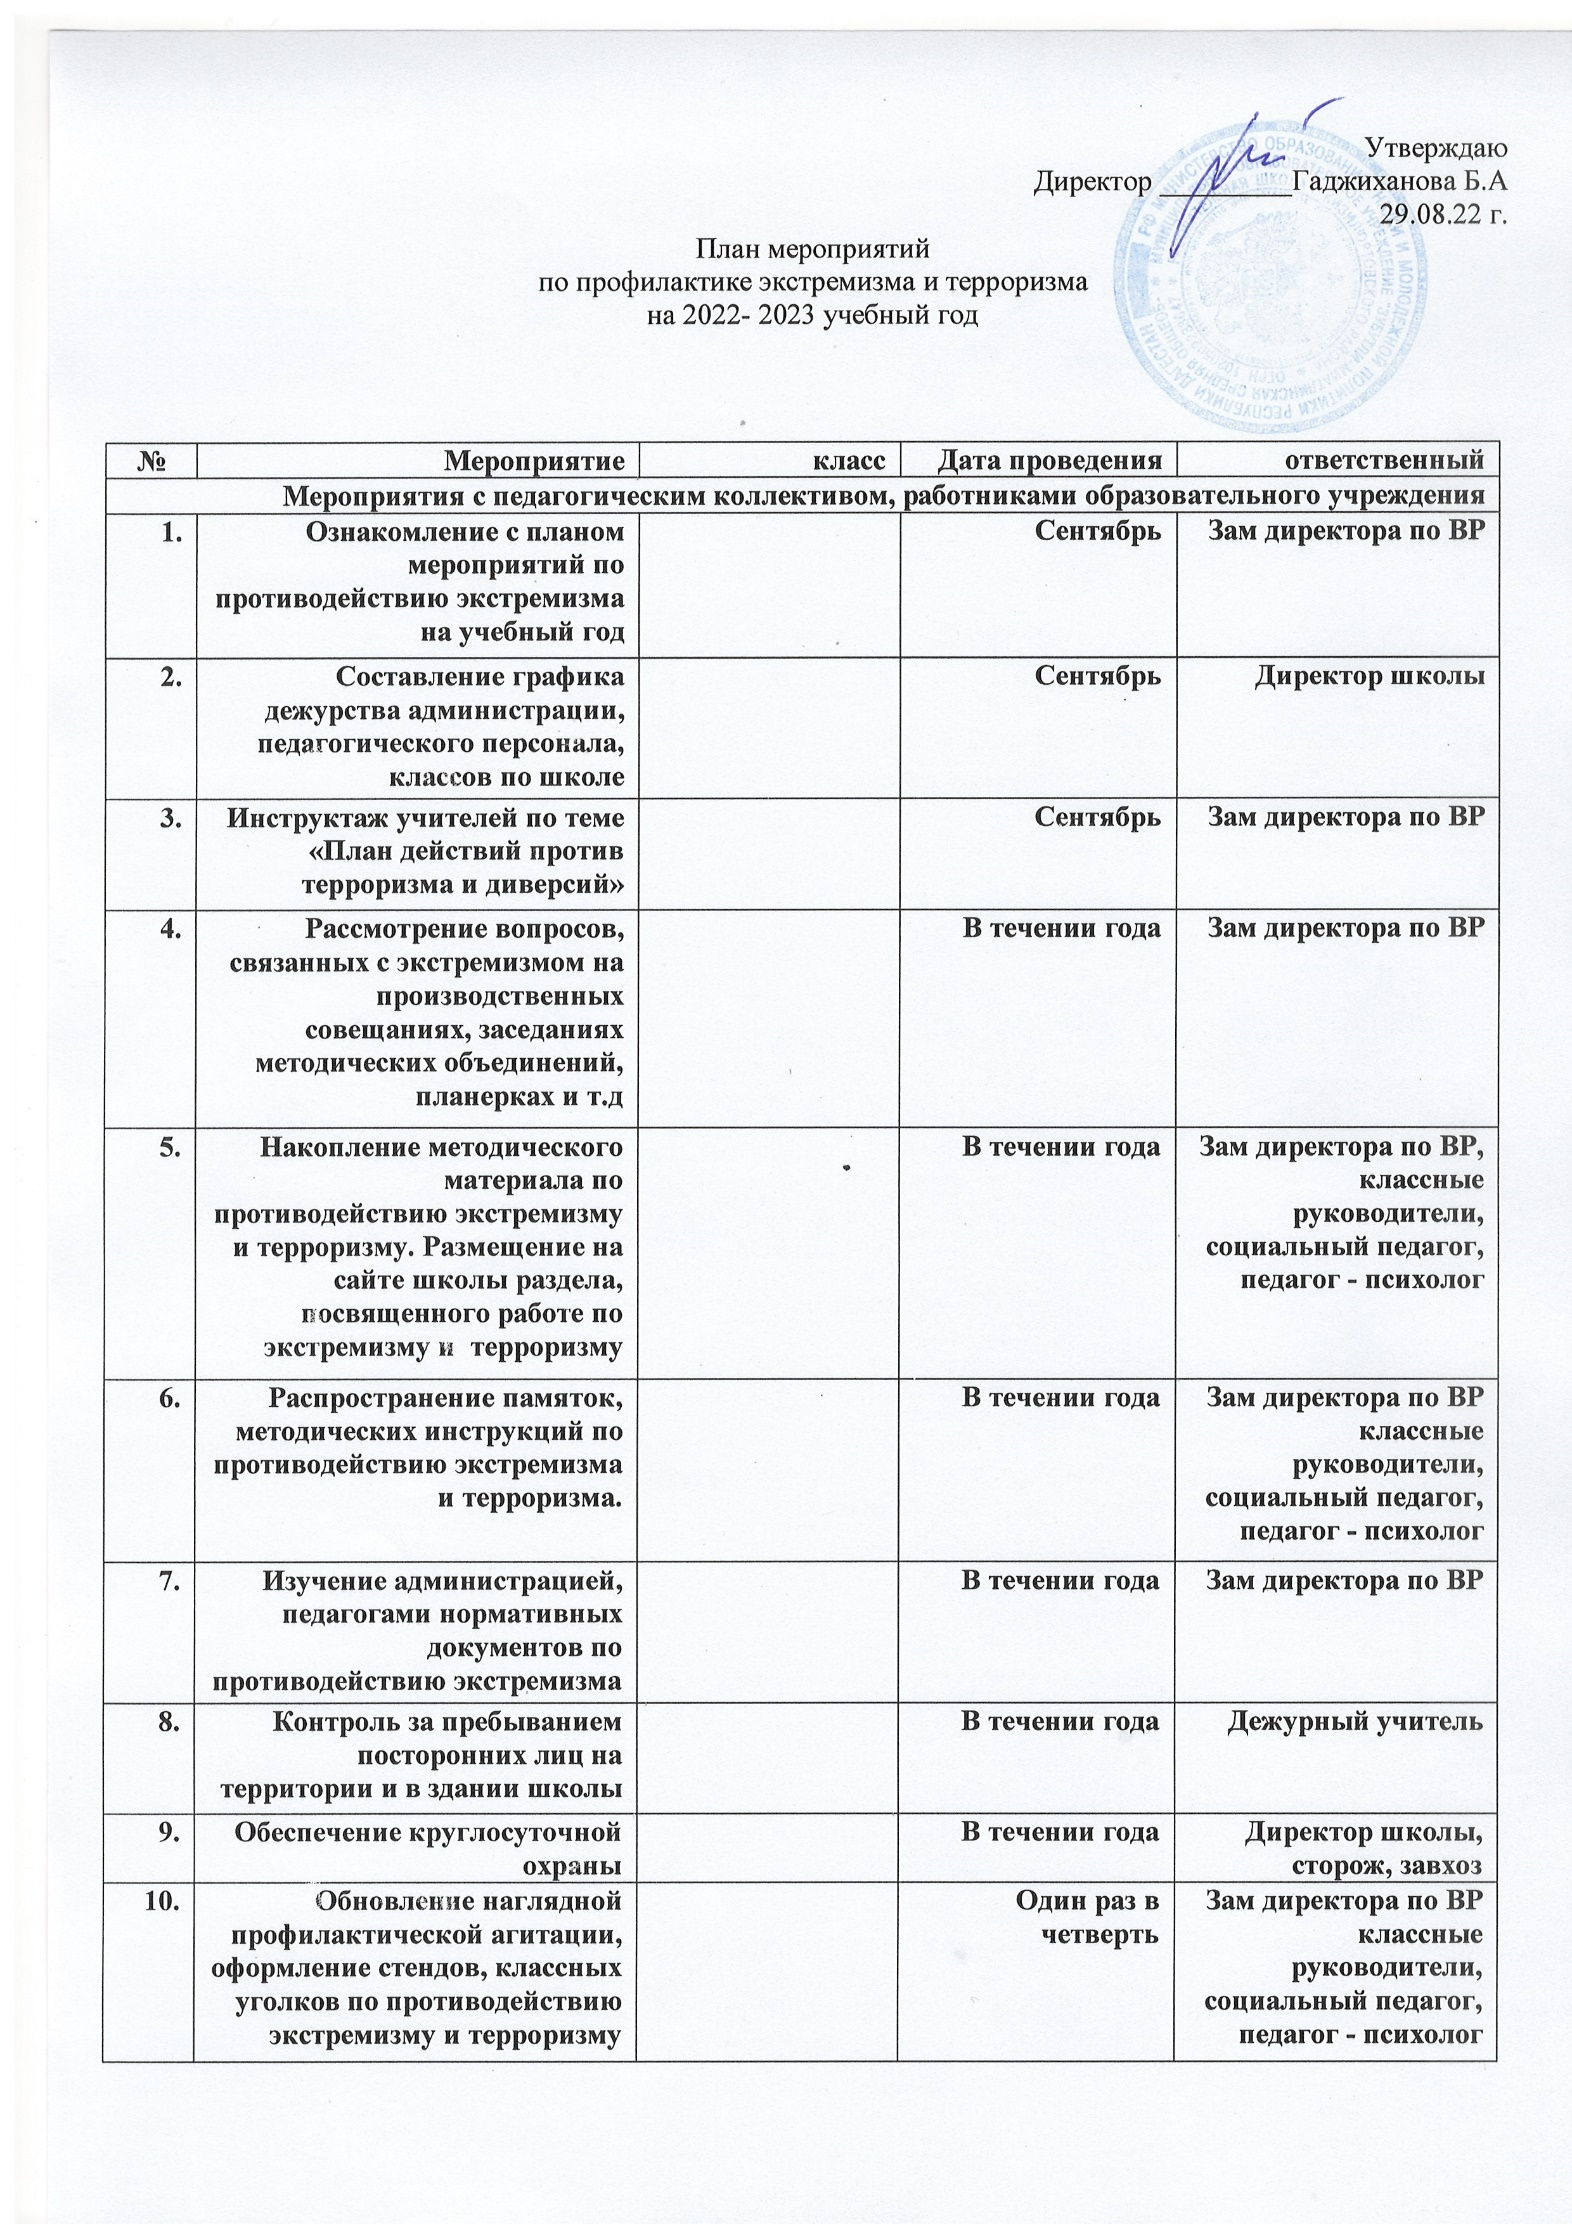 Утверждаю
Директор __________Гаджиханова Б.А
29.08.22 г.
План мероприятий
по профилактике экстремизма и терроризма
на 2022- 2023 учебный год
№ Мероприятие класс Дата проведения ответственный
Мероприятия с педагогическим коллективом, работниками образовательного учреждения
1. Ознакомление с планом Сентябрь Зам директора по ВР
мероприятий по
противодействию экстремизма
на учебный год
2. Составление графика Сентябрь Директор школы
дежурства администрации,
педагогического персонала,
классов по школе
3. Инструктаж учителей по теме Сентябрь Зам директора по ВР
«План действий против
терроризма и диверсий»
4. Рассмотрение вопросов, В течении года Зам директора по ВР
связанных с экстремизмом на
производственных
совещаниях, заседаниях
методических объединений,
планерках и т.д
5. Накопление методического В течении года Зам директора по ВР,
материала по классные
противодействию экстремизму руководители,
и терроризму. Размещение на социальный педагог,
сайте школы раздела, педагог - психолог
посвященного работе по
экстремизму и терроризму
6. Распространение памяток, В течении года Зам директора по ВР
методических инструкций по классные
противодействию экстремизма руководители,
и терроризма. социальный педагог,
педагог - психолог
7. Изучение администрацией, В течении года Зам директора по ВР
педагогами нормативных
документов по
противодействию экстремизма
8. Контроль за пребыванием В течении года Дежурный учитель
посторонних лиц на
территории и в здании школы
9. Обеспечение круглосуточной В течении года Директор школы,
охраны сторож, завхоз
10. Обновление наглядной Один раз в Зам директора по ВР
профилактической агитации, четверть классные
оформление стендов, классных руководители,
уголков по противодействию социальный педагог,
экстремизму и терроризму педагог - психолог